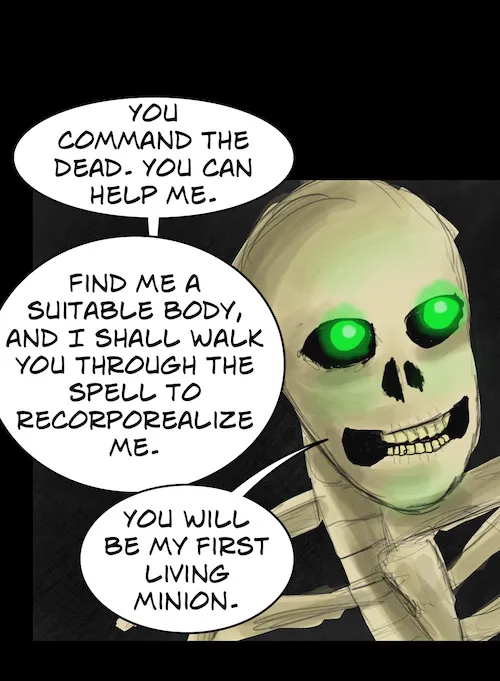 YOU
COMMAND THE
DEAD. YOU CAN
HELP ME.
FIND ME A
SUITABLE BODY,
AND I SHALL WALK
YOU THROUGH THE
SPELL TO
RECORPOREALIZE
ME.
YOU WILL
BE MY FIRST
LIVING
MINION.